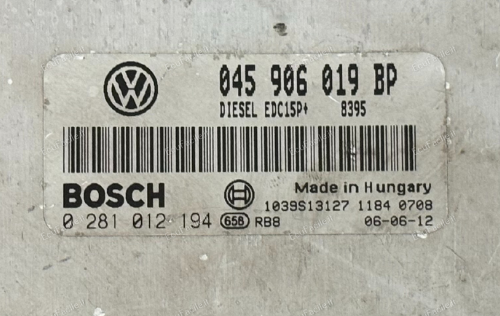 045 906 019 BP
DIESEL EDC15P+ 8395
BOSCH
Made in Hungary
1039S13127 1184 0708
0 281 012 194 658 RB8 06-06-12